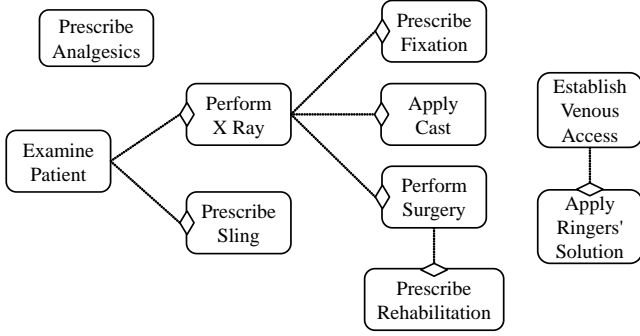 Prescribe
Analgesics
Examine
Patient
Perform
X Ray
Prescribe
Sling
Prescribe
Fixation
Apply
Cast
Perform
Surgery
Prescribe
Rehabilitation
Establish
Venous
Access
Apply
Ringers'
Solution